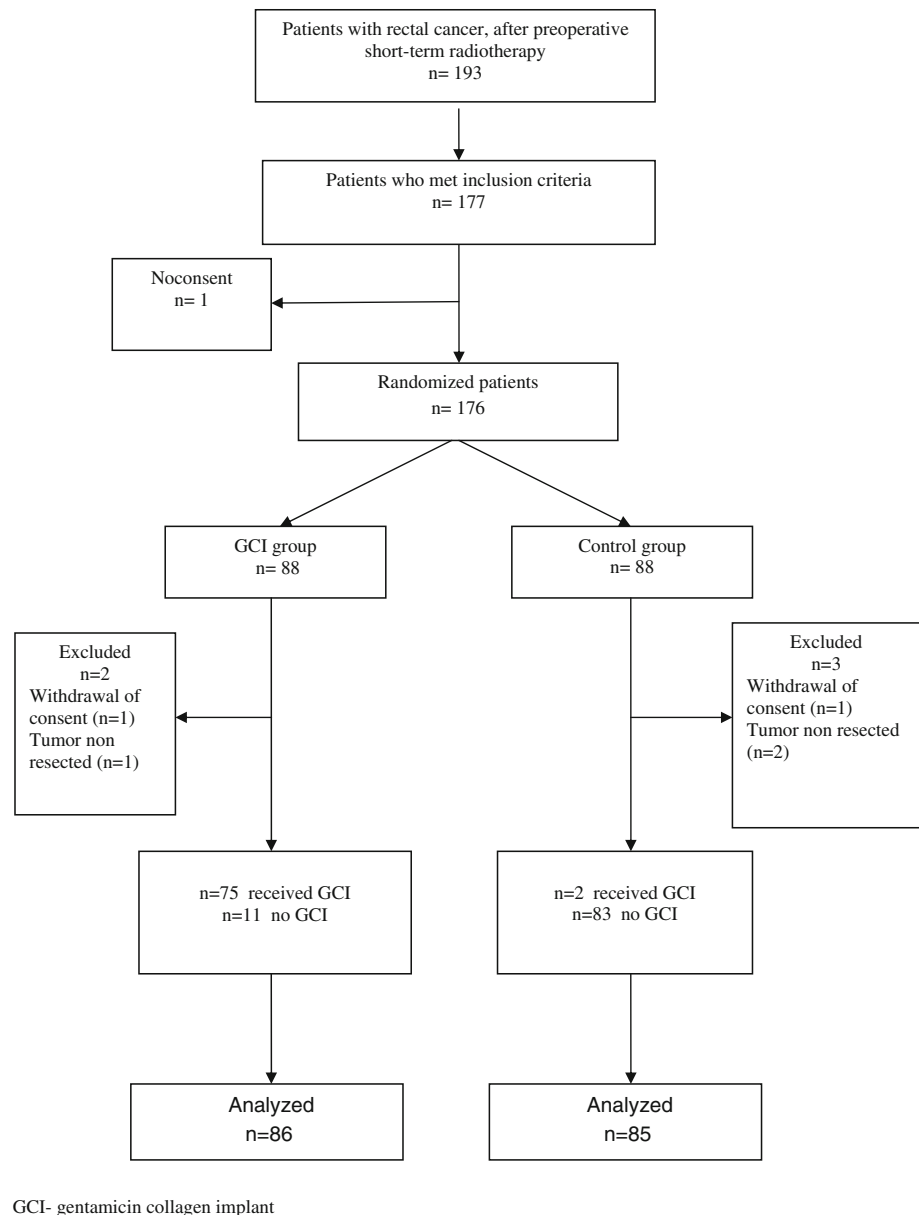 Patients with rectal cancer, after preoperative
short-term radiotherapy
n= 193
Patients who met inclusion criteria
n= 177
Noconsent
n= 1
Randomized patients
n= 176
GCI group
n= 88
Control group
n= 88
Excluded
n=2
Withdrawal of
consent (n=1)
Tumor non
resected (n=1)
Excluded
n=3
Withdrawal of
consent (n=1)
Tumor non resected
(n=2)
n=75 received GCI
n=11 no GCI
n=2 received GCI
n=83 no GCI
Analyzed
n=86
Analyzed
n=85
GCI- gentamicin collagen implant